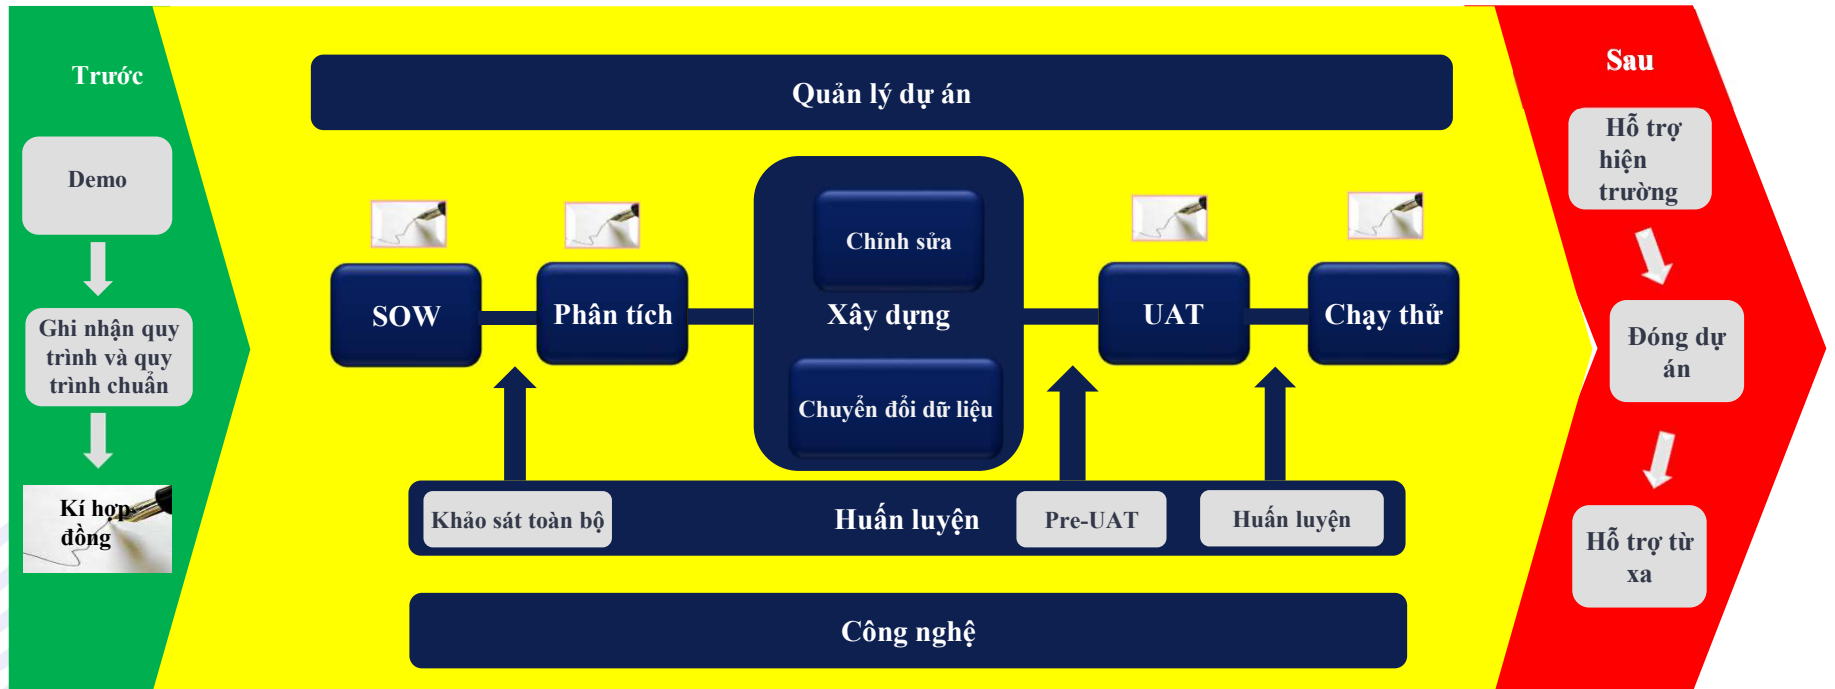 Trước
Demo
Ghi nhận quy
trình và quy
trình chuẩn
Kí hợp
đồng
Quản lý dự án
SOW
Phân tích
Chỉnh sửa
Xây dựng
Chuyển đổi dữ liệu
UAT
Chạy thử
Khảo sát toàn bộ
Huấn luyện
Pre-UAT
Huấn luyện
Công nghệ
Sau
Hỗ trợ
hiện
trường
Đóng dự
án
Hỗ trợ từ
xa